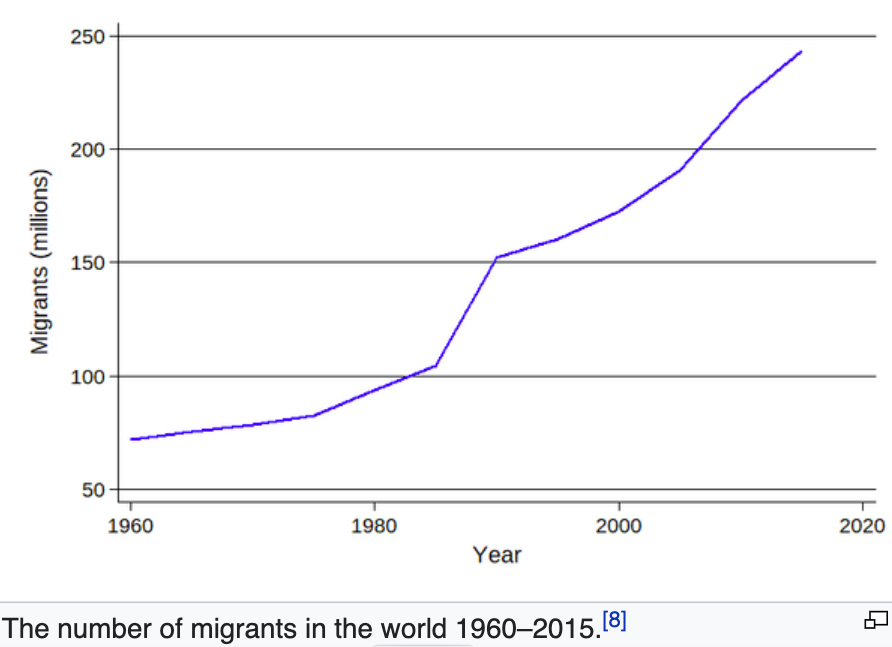 250
200
150
100
50
Migrants (millions)
1960 1980 2000 2020
Year
The number of migrants in the world 1960–2015.[8]